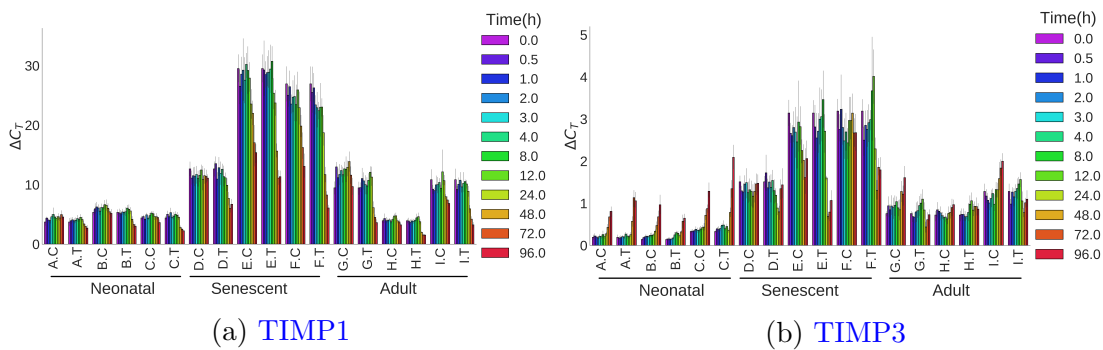 Time(h)
0.0
0.5
1.0
2.0
3.0
4.0
8.0
12.0
24.0
48.0
72.0
96.0
ΔC_T
30
20
10
0
A.C
A.T
B.C
B.T
C.C
C.T
D.C
D.T
E.C
E.T
F.C
F.T
G.C
G.T
H.C
H.T
I.C
I.T
Neonatal
Senescent
Adult
(a) TIMP1
Time(h)
0.0
0.5
1.0
2.0
3.0
4.0
8.0
12.0
24.0
48.0
72.0
96.0
ΔC_T
5
4
3
2
1
0
A.C
A.T
B.C
B.T
C.C
C.T
D.C
D.T
E.C
E.T
F.C
F.T
G.C
G.T
H.C
H.T
I.C
I.T
Neonatal
Senescent
Adult
(b) TIMP3